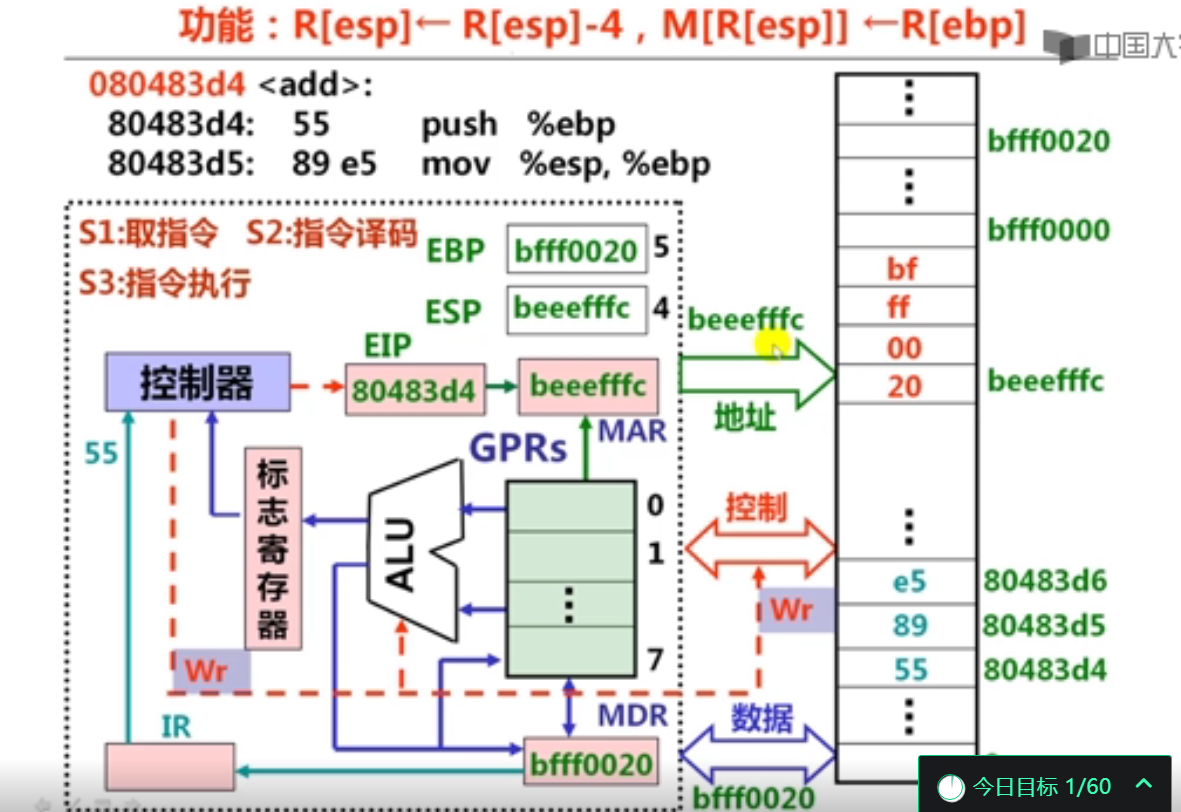 功能：R[esp]← R[esp]-4，M[R[esp]] ←R[ebp]
中国大
080483d4 <add>:
80483d4: 55 push %ebp
80483d5: 89 e5 mov %esp, %ebp
S1:取指令 S2:指令译码
S3:指令执行
EBP bfff0020 5
ESP beeefffc 4
EIP
控制器
80483d4
beeefffc
MAR
GPRs
55
标志寄存器
ALU
0
1
⋮
7
Wr
IR
MDR
bfff0020
beeefffc
地址
控制
Wr
数据
bfff0020
⋮
bfff0020
⋮
bfff0000
bf
ff
00
20 beeefffc
⋮
e5 80483d6
89 80483d5
55 80483d4
⋮
今日目标 1/60